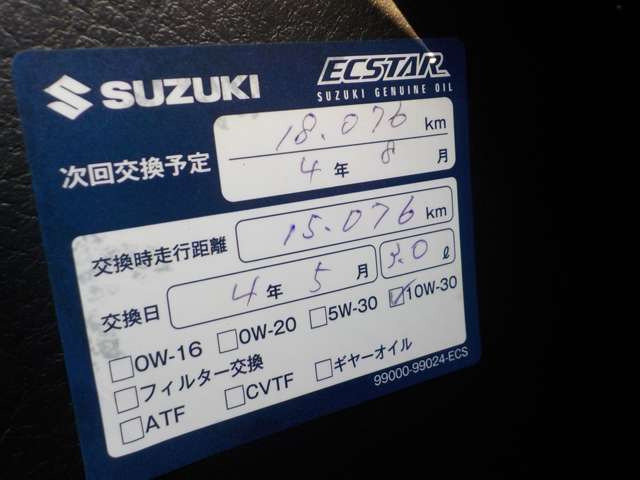 SUZUKI
ECSTAR
SUZUKI GENUINE OIL
次回交換予定
18.076 km
4年 8月
交換時走行距離 15.076 km
交換日 4年 5月 3.0ℓ
0W-16 0W-20 5W-30 10W-30
フィルター交換
ATF CVTF ギヤーオイル
99000-99024-ECS